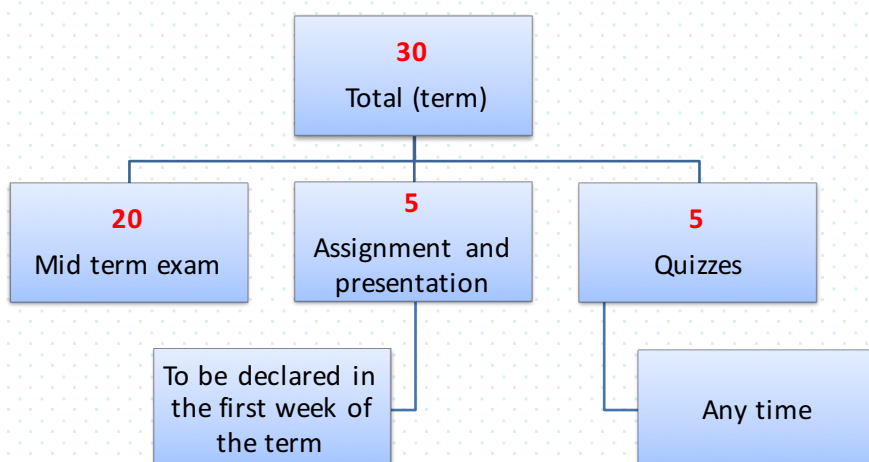 30
Total (term)
20
Mid term exam
5
Assignment and
presentation
5
Quizzes
To be declared in
the first week of
the term
Any time